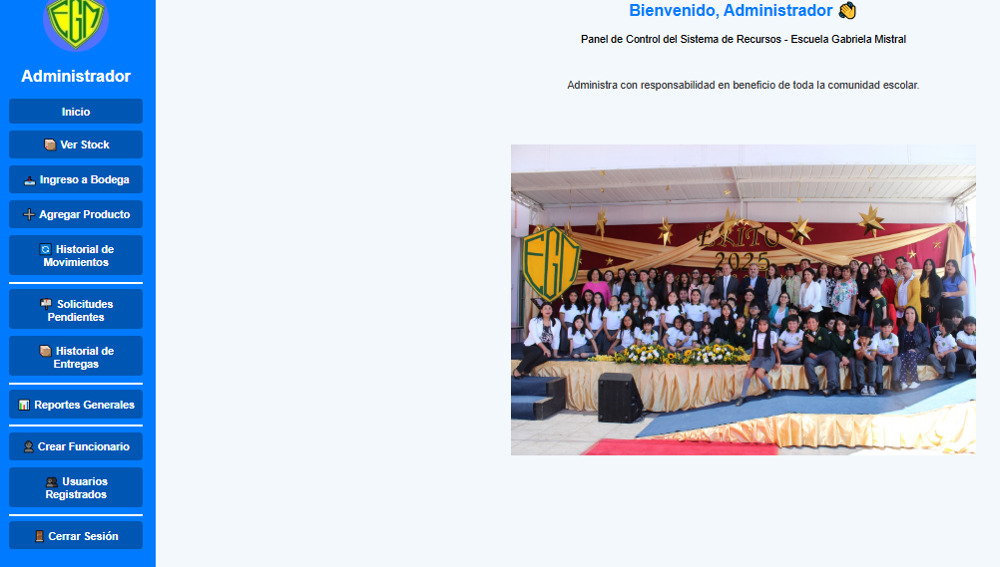 EGM
Administrador
Inicio
Ver Stock
Ingreso a Bodega
Agregar Producto
Historial de
Movimientos
Solicitudes
Pendientes
Historial de
Entregas
Reportes Generales
Crear Funcionario
Usuarios
Registrados
Cerrar Sesión
Bienvenido, Administrador
Panel de Control del Sistema de Recursos - Escuela Gabriela Mistral
Administra con responsabilidad en beneficio de toda la comunidad escolar.
EGM
2025